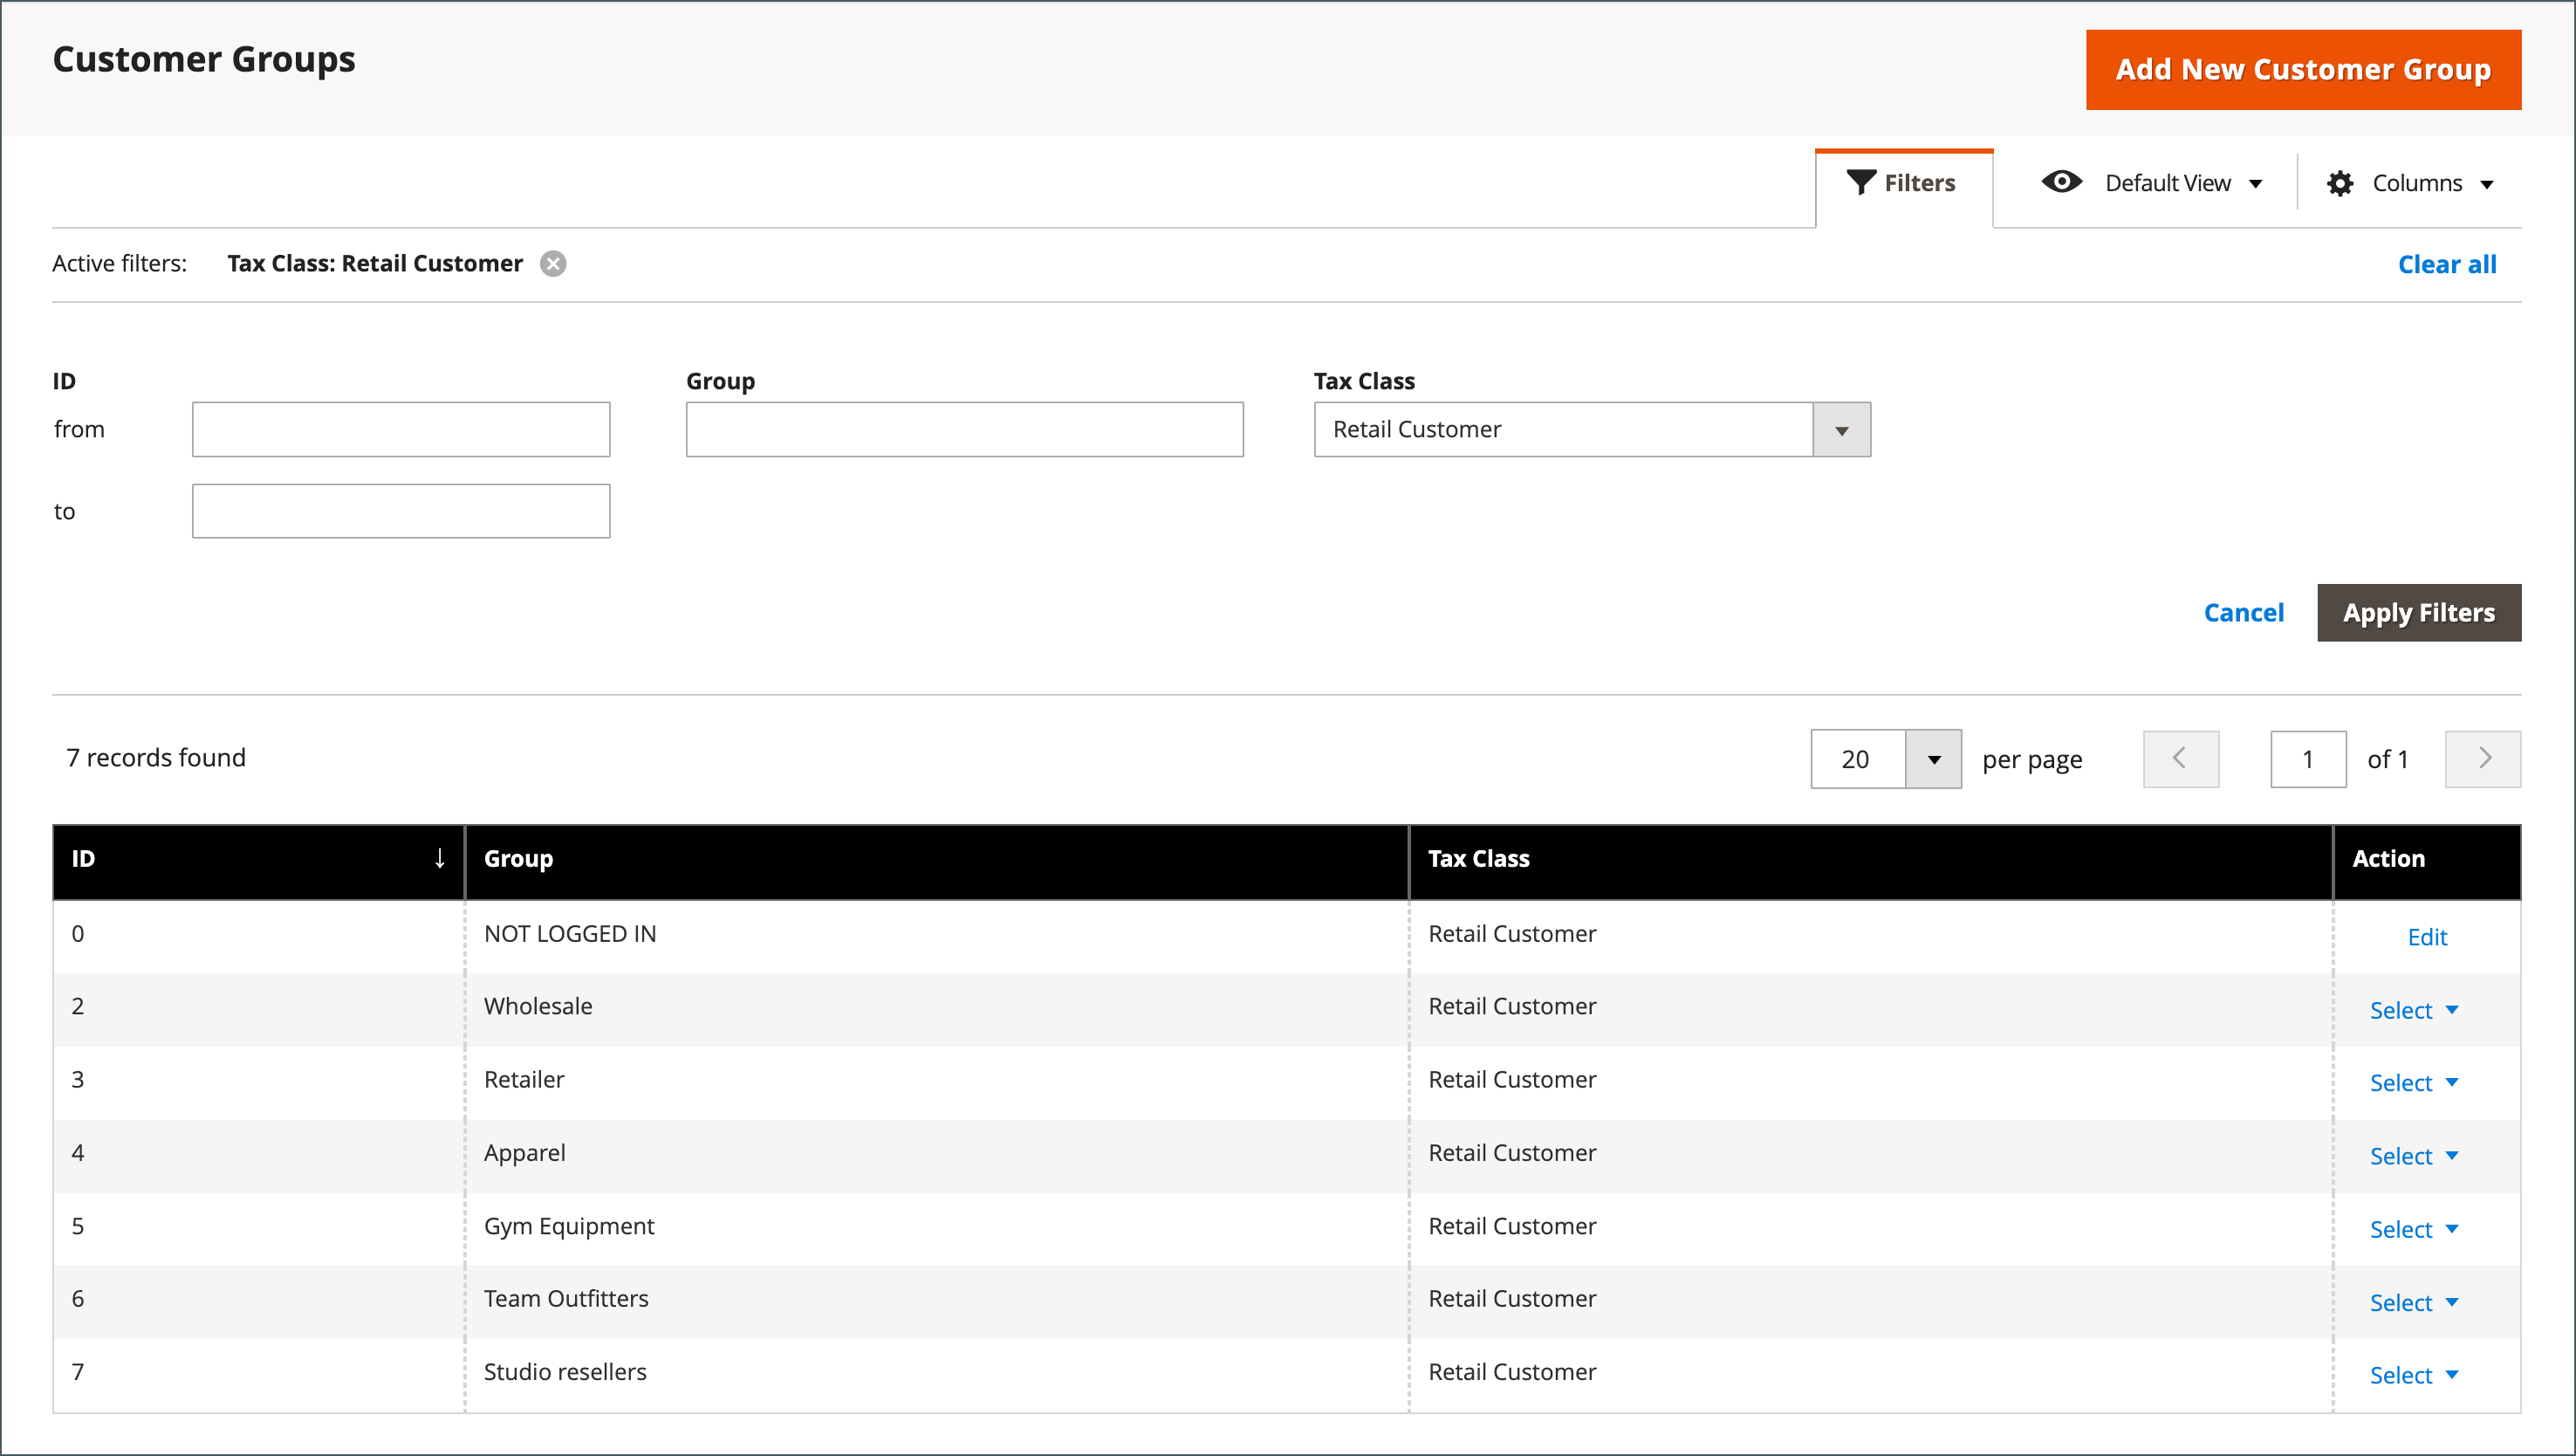 Customer Groups
Add New Customer Group
Filters
Default View
Columns
Active filters: Tax Class: Retail Customer
Clear all
ID Group Tax Class
from Retail Customer
to
Cancel Apply Filters
7 records found 20 per page 1 of 1
ID Group Tax Class Action
0 NOT LOGGED IN Retail Customer Edit
2 Wholesale Retail Customer Select
3 Retailer Retail Customer Select
4 Apparel Retail Customer Select
5 Gym Equipment Retail Customer Select
6 Team Outfitters Retail Customer Select
7 Studio resellers Retail Customer Select